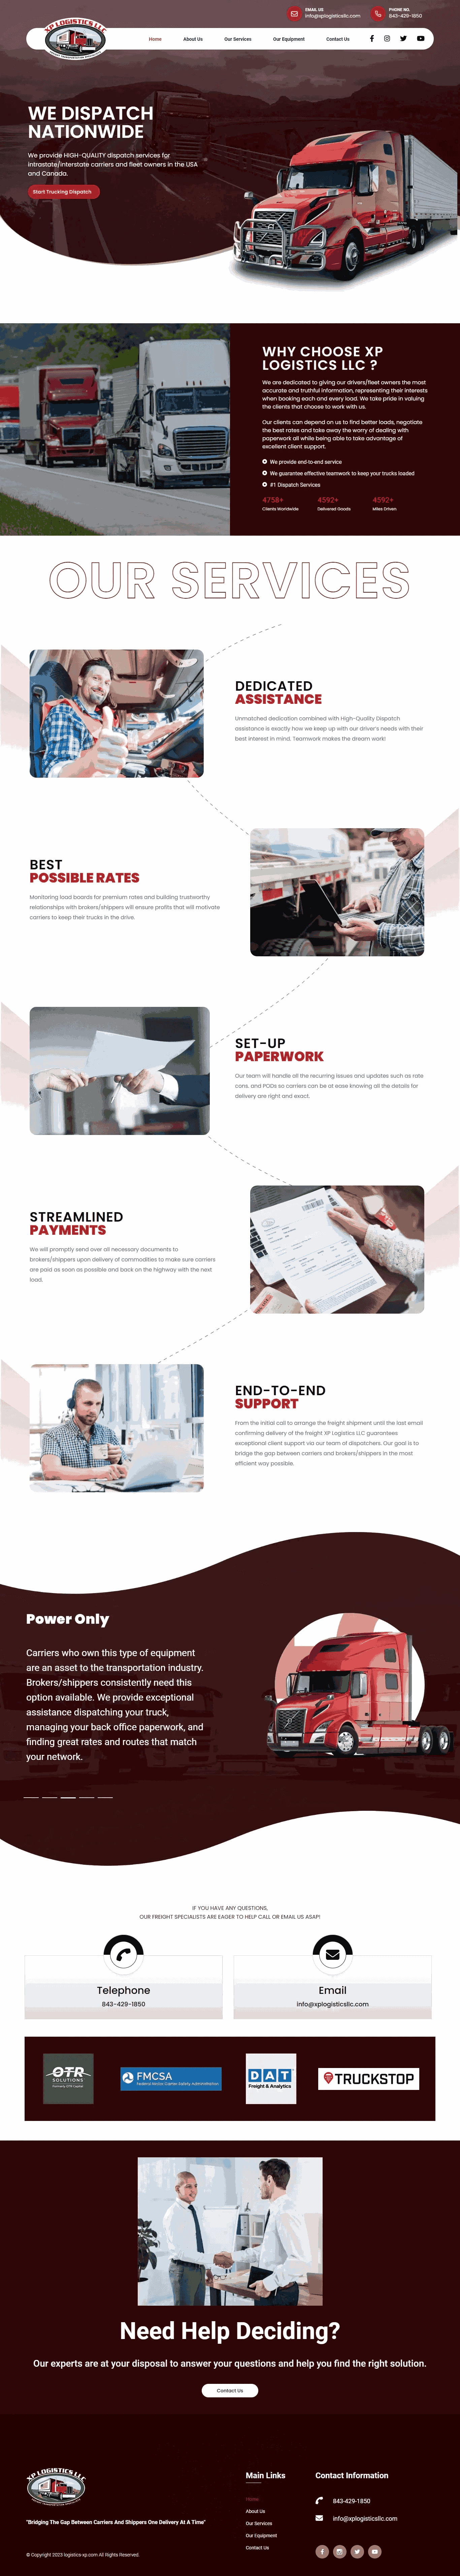 EMAIL US
info@xplogisticsllc.com
PHONE NO.
843-429-1850
XP LOGISTICS LLC
Home
About Us
Our Services
Our Equipment
Contact Us
WE DISPATCH
NATIONWIDE
We provide HIGH-QUALITY dispatch services for
intrastate/interstate carriers and fleet owners in the USA
and Canada.
Start Trucking Dispatch
WHY CHOOSE XP
LOGISTICS LLC ?
We are dedicated to giving our drivers/fleet owners the most
accurate and truthful information, representing their interests
when booking each and every load. We take pride in valuing
the clients that choose to work with us.
Our clients can depend on us to find better loads, negotiate
the best rates and take away the worry of dealing with
paperwork all while being able to take advantage of
excellent client support.
We provide end-to-end service
We guarantee effective teamwork to keep your trucks loaded
#1 Dispatch Services
4758+
Clients Worldwide
4592+
Delivered Goods
4592+
Miles Driven
OUR SERVICES
DEDICATED
ASSISTANCE
Unmatched dedication combined with High-Quality Dispatch
assistance is exactly how we keep up with our driver's needs with their
best interest in mind. Teamwork makes the dream work!
BEST
POSSIBLE RATES
Monitoring load boards for premium rates and building trustworthy
relationships with brokers/shippers will ensure profits that will motivate
carriers to keep their trucks in the drive.
SET-UP
PAPERWORK
Our team will handle all the recurring issues and updates such as rate
cons. and PODs so carriers can be at ease knowing all the details for
delivery are right and exact.
STREAMLINED
PAYMENTS
We will promptly send over all necessary documents to
brokers/shippers upon delivery of commodities to make sure carriers
are paid as soon as possible and back on the highway with the next
load.
END-TO-END
SUPPORT
From the initial call to arrange the freight shipment until the last email
confirming delivery of the freight XP Logistics LLC guarantees
exceptional client support via our team of dispatchers. Our goal is to
bridge the gap between carriers and brokers/shippers in the most
efficient way possible.
Power Only
Carriers who own this type of equipment
are an asset to the transportation industry.
Brokers/shippers consistently need this
option available. We provide exceptional
assistance dispatching your truck,
managing your back office paperwork, and
finding great rates and routes that match
your network.
IF YOU HAVE ANY QUESTIONS,
OUR FREIGHT SPECIALISTS ARE EAGER TO HELP CALL OR EMAIL US ASAP!
Telephone
843-429-1850
Email
info@xplogisticsllc.com
OTR
SOLUTIONS
Formerly OTR Capital
FMCSA
Federal Motor Carrier Safety Administration
DAT
Freight & Analytics
TRUCKSTOP
Need Help Deciding?
Our experts are at your disposal to answer your questions and help you find the right solution.
Contact Us
XP LOGISTICS LLC
"Bridging The Gap Between Carriers And Shippers One Delivery At A Time"
© Copyright 2023 logistics-xp.com All Rights Reserved.
Main Links
Home
About Us
Our Services
Our Equipment
Contact Us
Contact Information
843-429-1850
info@xplogisticsllc.com